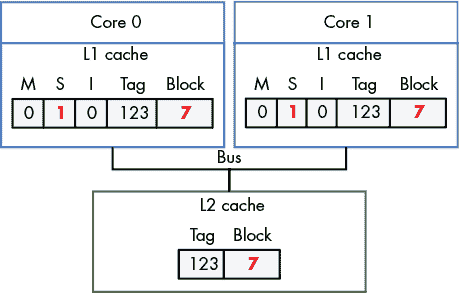 Core 0
L1 cache
M S I Tag Block
0 1 0 123 7
Core 1
L1 cache
M S I Tag Block
0 1 0 123 7
Bus
L2 cache
Tag Block
123 7